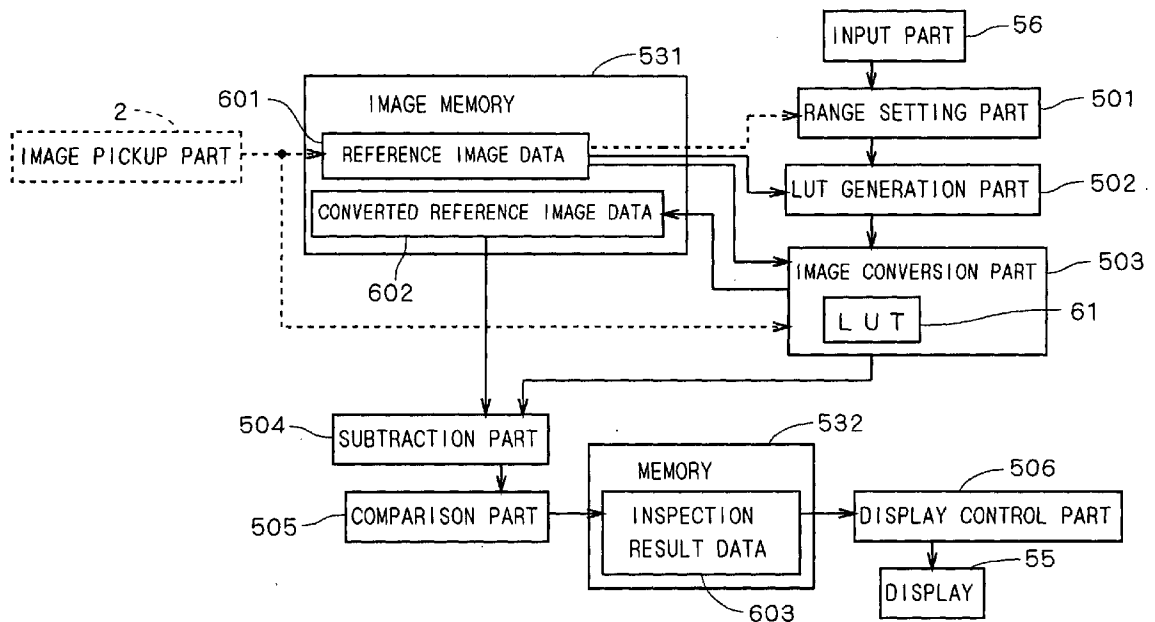 INPUT PART
56
531
IMAGE MEMORY
601
REFERENCE IMAGE DATA
RANGE SETTING PART
501
2
IMAGE PICKUP PART
LUT GENERATION PART
502
CONVERTED REFERENCE IMAGE DATA
602
IMAGE CONVERSION PART
503
LUT
61
504
SUBTRACTION PART
532
MEMORY
505
COMPARISON PART
INSPECTION
RESULT DATA
603
506
DISPLAY CONTROL PART
55
DISPLAY